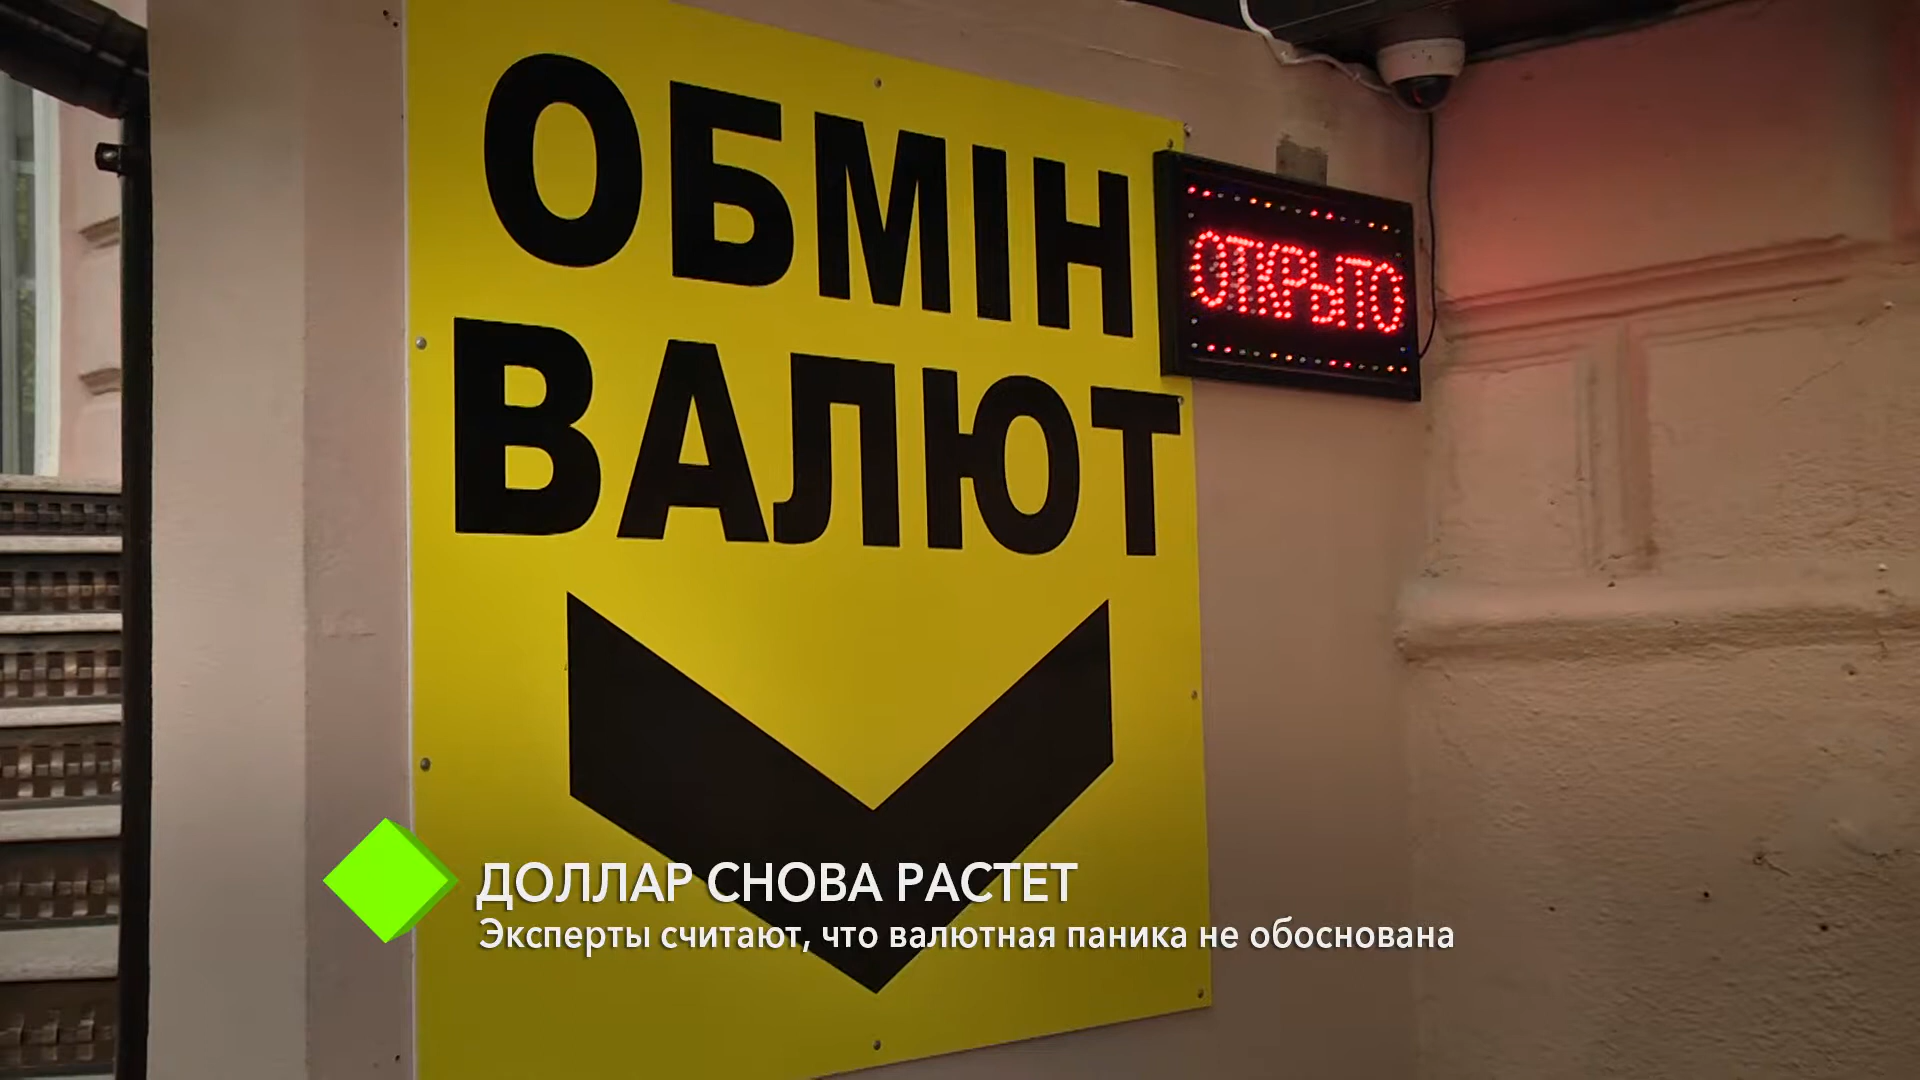 ОБМІН
ВАЛЮТ
ОТКРЫТО
ДОЛЛАР СНОВА РАСТЕТ
Эксперты считают, что валютная паника не обоснована